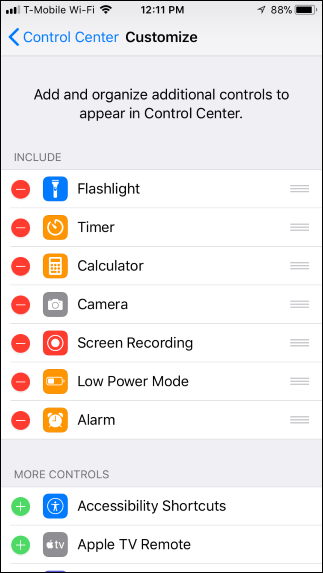 T-Mobile Wi-Fi 12:11 PM 88%
Control Center Customize
Add and organize additional controls to
appear in Control Center.
INCLUDE
Flashlight
Timer
Calculator
Camera
Screen Recording
Low Power Mode
Alarm
MORE CONTROLS
Accessibility Shortcuts
tv Apple TV Remote